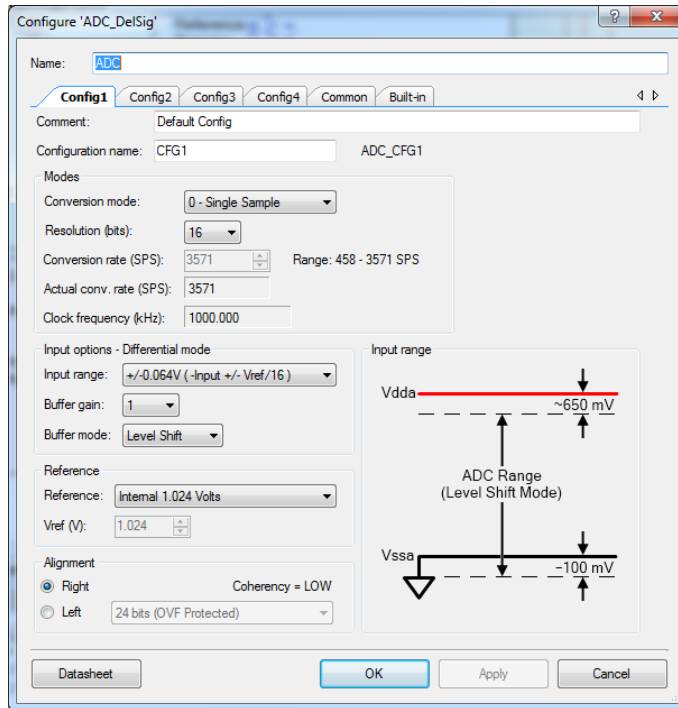 Configure 'ADC_DelSig'
Name: ADC
Config1 Config2 Config3 Config4 Common Built-in
Comment: Default Config
Configuration name: CFG1 ADC_CFG1
Modes
Conversion mode: 0 - Single Sample
Resolution (bits): 16
Conversion rate (SPS): 3571 Range: 458 - 3571 SPS
Actual conv. rate (SPS): 3571
Clock frequency (kHz): 1000.000
Input options - Differential mode
Input range: +/-0.064V ( -Input +/- Vref/16 )
Buffer gain: 1
Buffer mode: Level Shift
Input range
Vdda
~650 mV
ADC Range
(Level Shift Mode)
Vssa
~100 mV
Reference
Reference: Internal 1.024 Volts
Vref (V): 1.024
Alignment
Right Coherency = LOW
Left 24 bits (OVF Protected)
Datasheet OK Apply Cancel